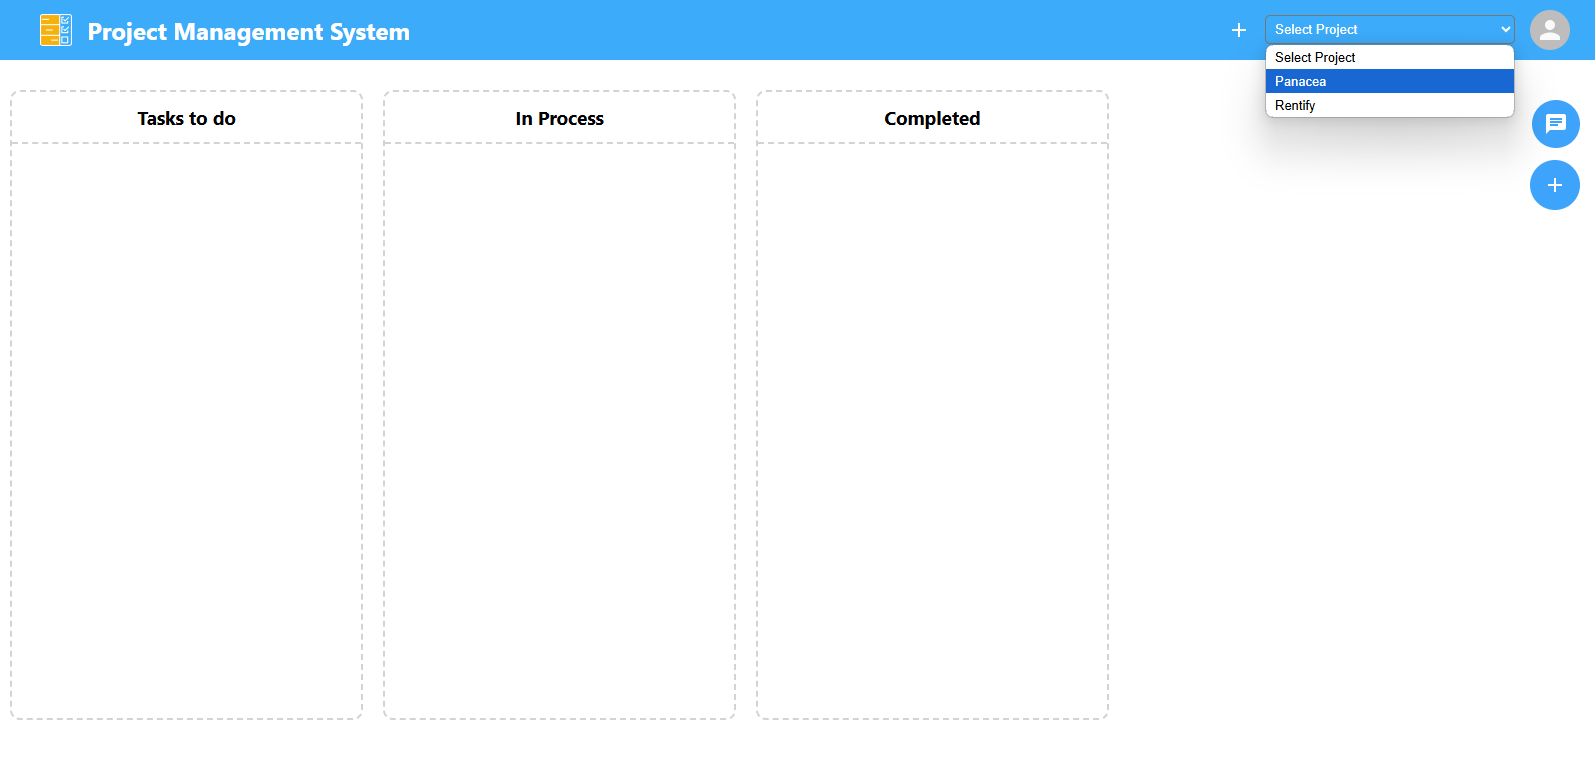 Project Management System
Select Project
Select Project
Panacea
Rentify
Tasks to do
In Process
Completed